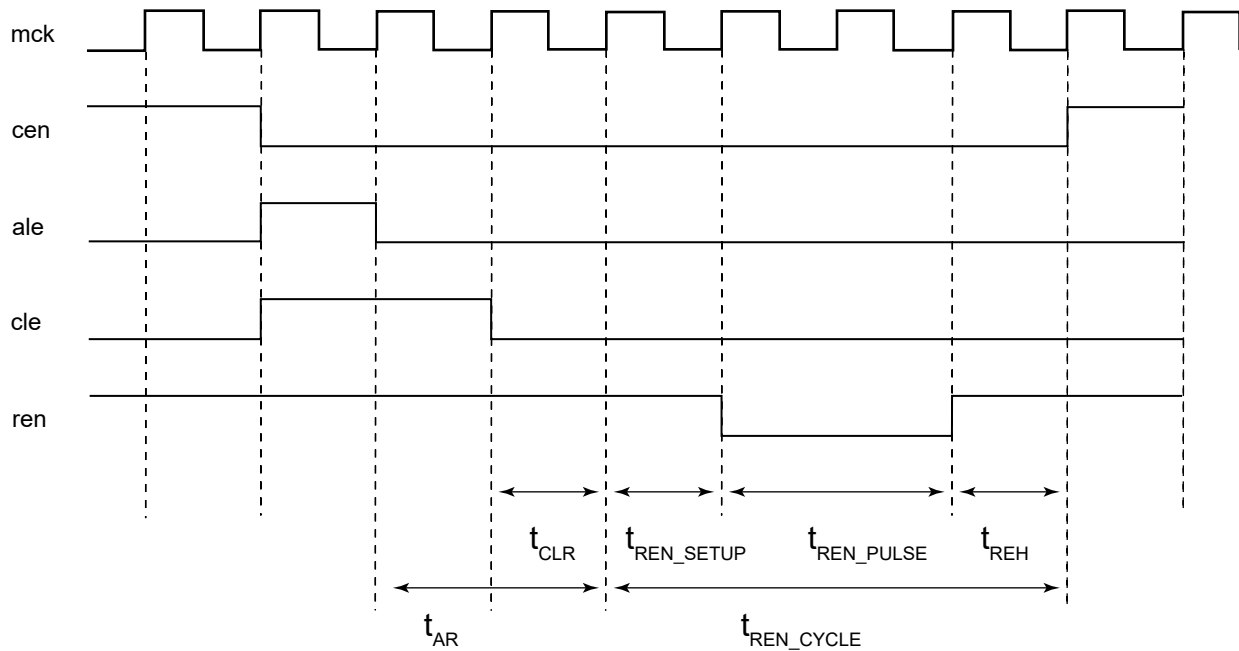 mck
cen
ale
cle
ren
tCLR tREN_SETUP tREN_PULSE tREH
tAR tREN_CYCLE